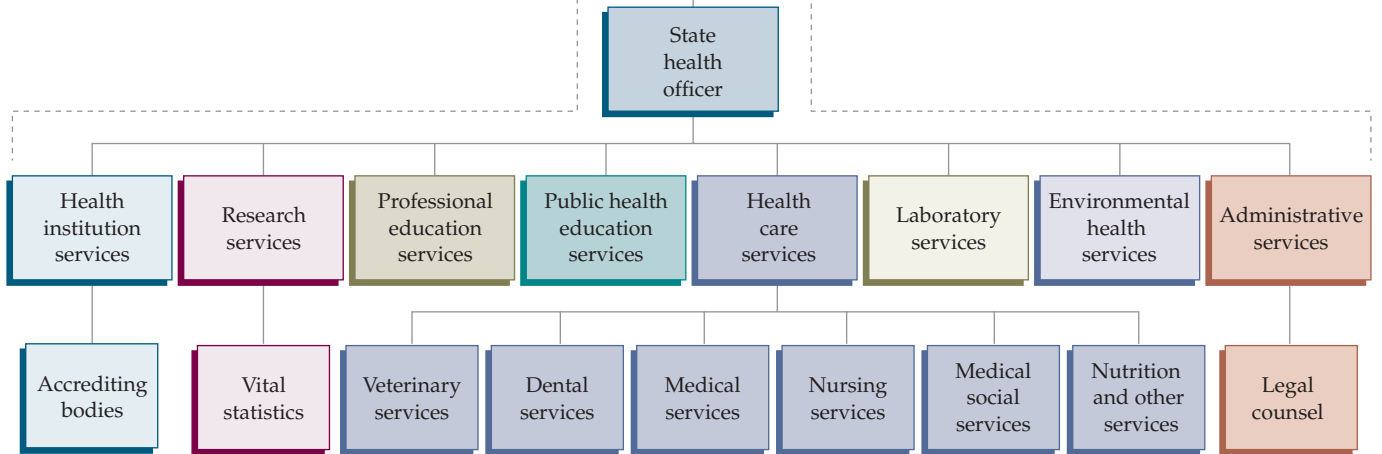 State
health
officer
Health
institution
services
Research
services
Professional
education
services
Public health
education
services
Health
care
services
Laboratory
services
Environmental
health
services
Administrative
services
Accrediting
bodies
Vital
statistics
Veterinary
services
Dental
services
Medical
services
Nursing
services
Medical
social
services
Nutrition
and other
services
Legal
counsel